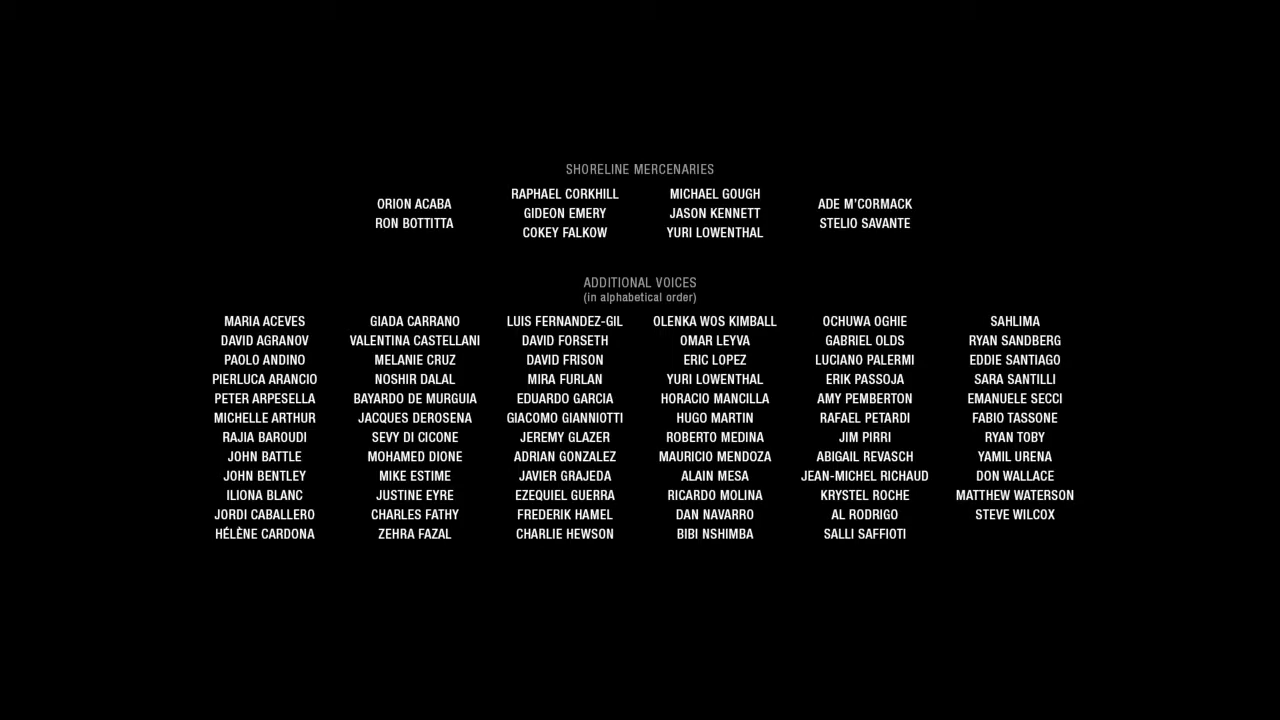 SHORELINE MERCENARIES
ORION ACABA
RON BOTTITTA
RAPHAEL CORKHILL
GIDEON EMERY
COKEY FALKOW
MICHAEL GOUGH
JASON KENNETT
YURI LOWENTHAL
ADE M'CORMACK
STELIO SAVANTE
ADDITIONAL VOICES
(in alphabetical order)
MARIA ACEVES
DAVID AGRANOV
PAOLO ANDINO
PIERLUCA ARANCIO
PETER ARPESELLA
MICHELLE ARTHUR
RAJIA BAROUDI
JOHN BATTLE
JOHN BENTLEY
ILIONA BLANC
JORDI CABALLERO
HÉLÈNE CARDONA
GIADA CARRANO
VALENTINA CASTELLANI
MELANIE CRUZ
NOSHIR DALAL
BAYARDO DE MURGUIA
JACQUES DEROSENA
SEVY DI CICONE
MOHAMED DIONE
MIKE ESTIME
JUSTINE EYRE
CHARLES FATHY
ZEHRA FAZAL
LUIS FERNANDEZ-GIL
DAVID FORSETH
DAVID FRISON
MIRA FURLAN
EDUARDO GARCIA
GIACOMO GIANNIOTTI
JEREMY GLAZER
ADRIAN GONZALEZ
JAVIER GRAJEDA
EZEQUIEL GUERRA
FREDERIK HAMEL
CHARLIE HEWSON
OLENKA WOS KIMBALL
OMAR LEYVA
ERIC LOPEZ
YURI LOWENTHAL
HORACIO MANCILLA
HUGO MARTIN
ROBERTO MEDINA
MAURICIO MENDOZA
ALAIN MESA
RICARDO MOLINA
DAN NAVARRO
BIBI NSHIMBA
OCHUWA OGHIE
GABRIEL OLDS
LUCIANO PALERMI
ERIK PASSOJA
AMY PEMBERTON
RAFAEL PETARDI
JIM PIRRI
ABIGAIL REVASCH
JEAN-MICHEL RICHAUD
KRYSTEL ROCHE
AL RODRIGO
SALLI SAFFIOTI
SAHLIMA
RYAN SANDBERG
EDDIE SANTIAGO
SARA SANTILLI
EMANUELE SECCI
FABIO TASSONE
RYAN TOBY
YAMIL URENA
DON WALLACE
MATTHEW WATERSON
STEVE WILCOX